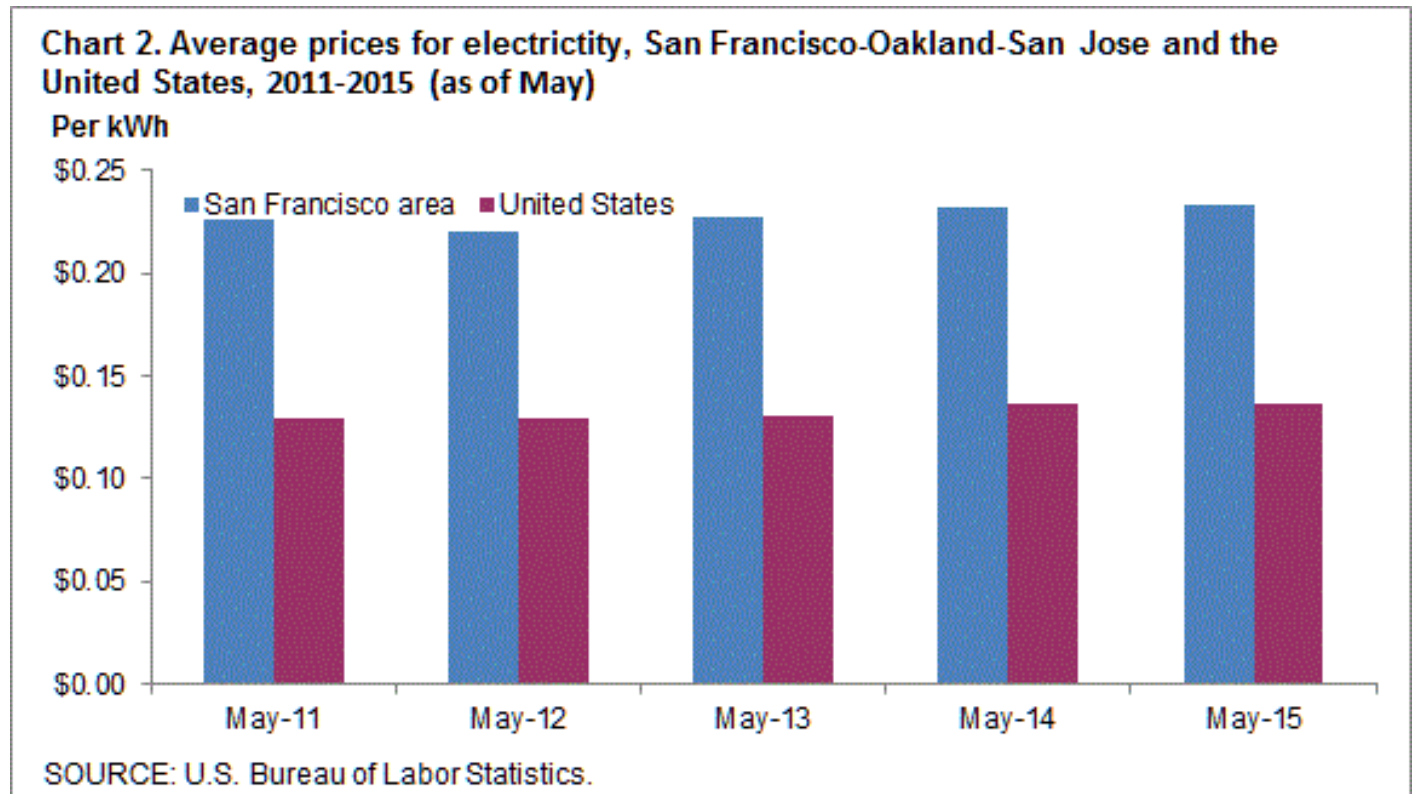 Chart 2. Average prices for electrictity, San Francisco-Oakland-San Jose and the
United States, 2011-2015 (as of May)
Per kWh
$0.25
San Francisco area United States
$0.20
$0.15
$0.10
$0.05
$0.00
May-11 May-12 May-13 May-14 May-15
SOURCE: U.S. Bureau of Labor Statistics.